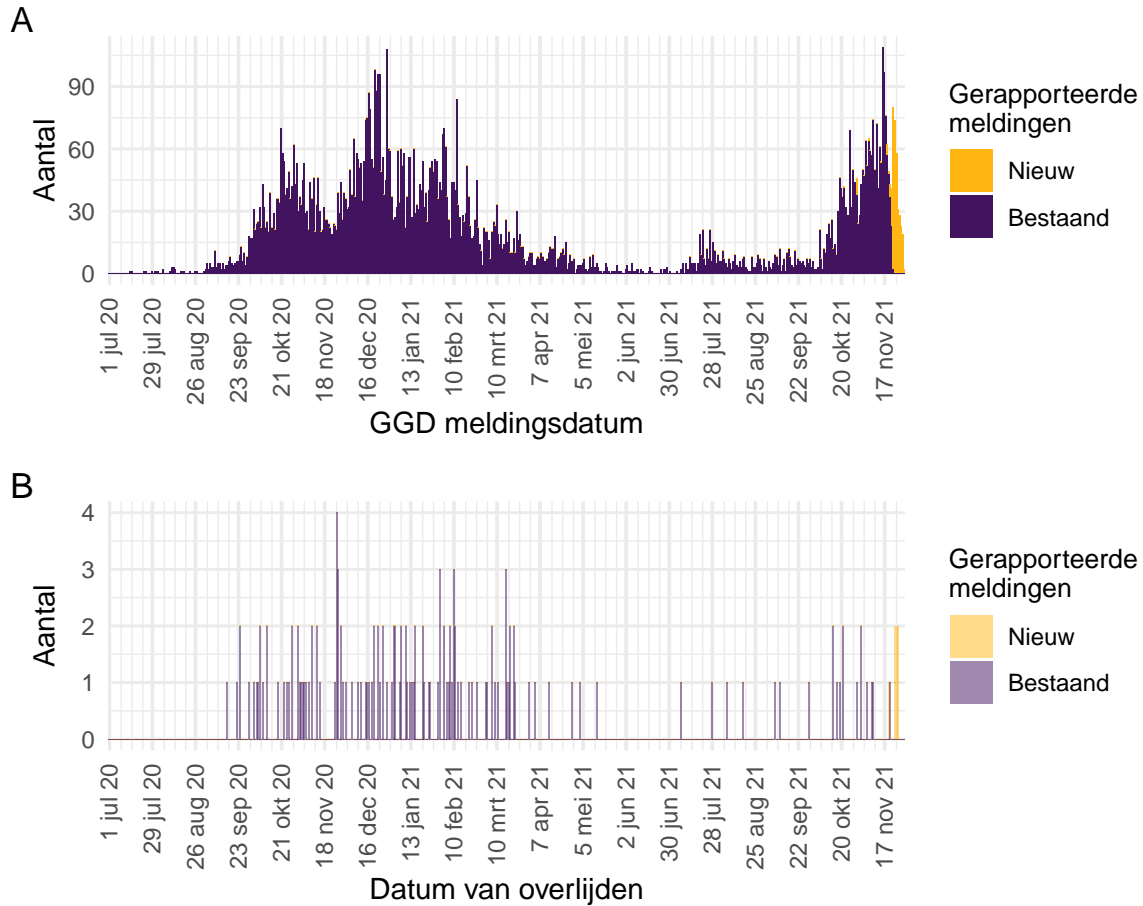 A
Aantal
90
60
30
0
1 jul 20
29 jul 20
26 aug 20
23 sep 20
21 okt 20
18 nov 20
16 dec 20
13 jan 21
10 feb 21
10 mrt 21
7 apr 21
5 mei 21
2 jun 21
30 jun 21
28 jul 21
25 aug 21
22 sep 21
20 okt 21
17 nov 21
GGD meldingsdatum
Gerapporteerde
meldingen
Nieuw
Bestaand
B
Aantal
4
3
2
1
0
1 jul 20
29 jul 20
26 aug 20
23 sep 20
21 okt 20
18 nov 20
16 dec 20
13 jan 21
10 feb 21
10 mrt 21
7 apr 21
5 mei 21
2 jun 21
30 jun 21
28 jul 21
25 aug 21
22 sep 21
20 okt 21
17 nov 21
Datum van overlijden
Gerapporteerde
meldingen
Nieuw
Bestaand